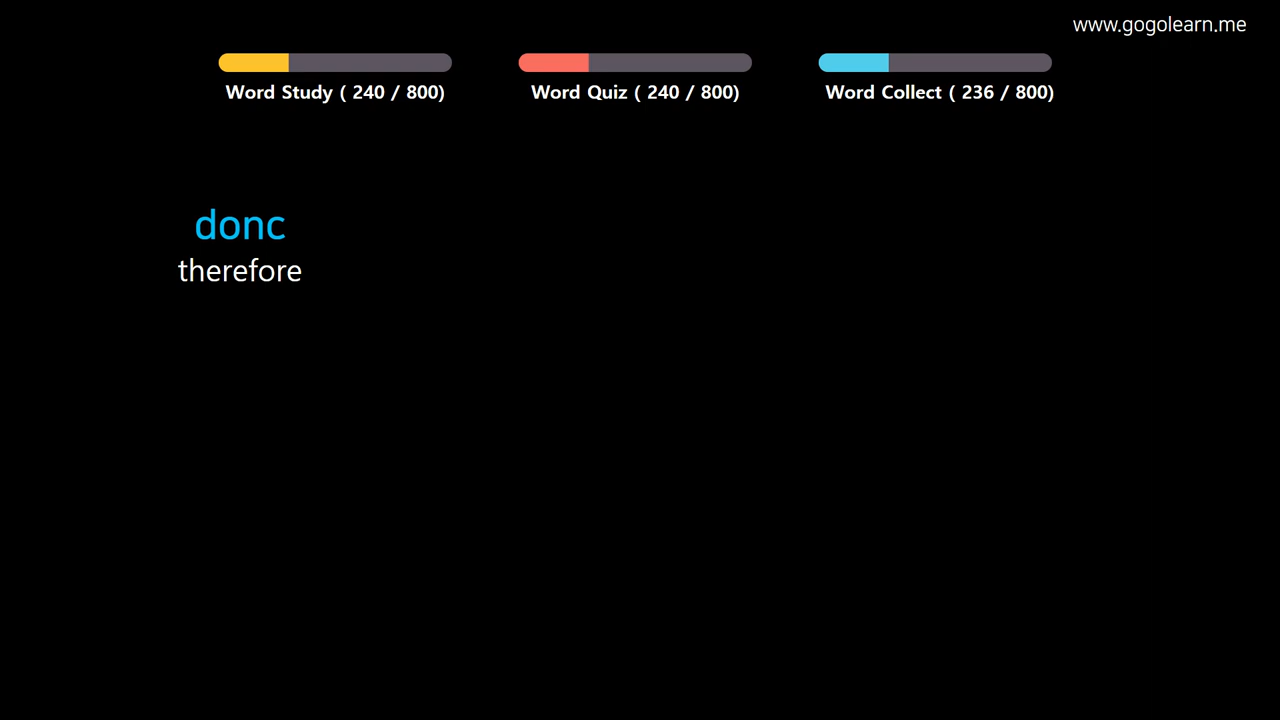 www.gogolearn.me
Word Study ( 240 / 800)
Word Quiz ( 240 / 800)
Word Collect ( 236 / 800)
donc
therefore